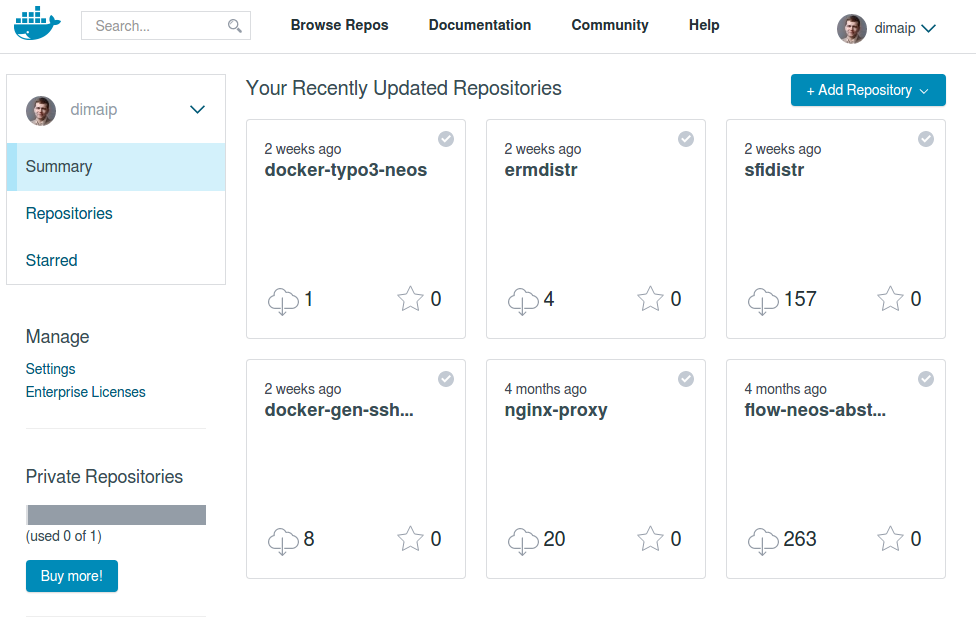 Search...
Browse Repos
Documentation
Community
Help
dimaip
dimaip
Summary
Repositories
Starred
Manage
Settings
Enterprise Licenses
Private Repositories
(used 0 of 1)
Buy more!
Your Recently Updated Repositories
+ Add Repository
2 weeks ago
docker-typo3-neos
1
0
2 weeks ago
ermdistr
4
0
2 weeks ago
sfidistr
157
0
2 weeks ago
docker-gen-ssh...
8
0
4 months ago
nginx-proxy
20
0
4 months ago
flow-neos-abst...
263
0